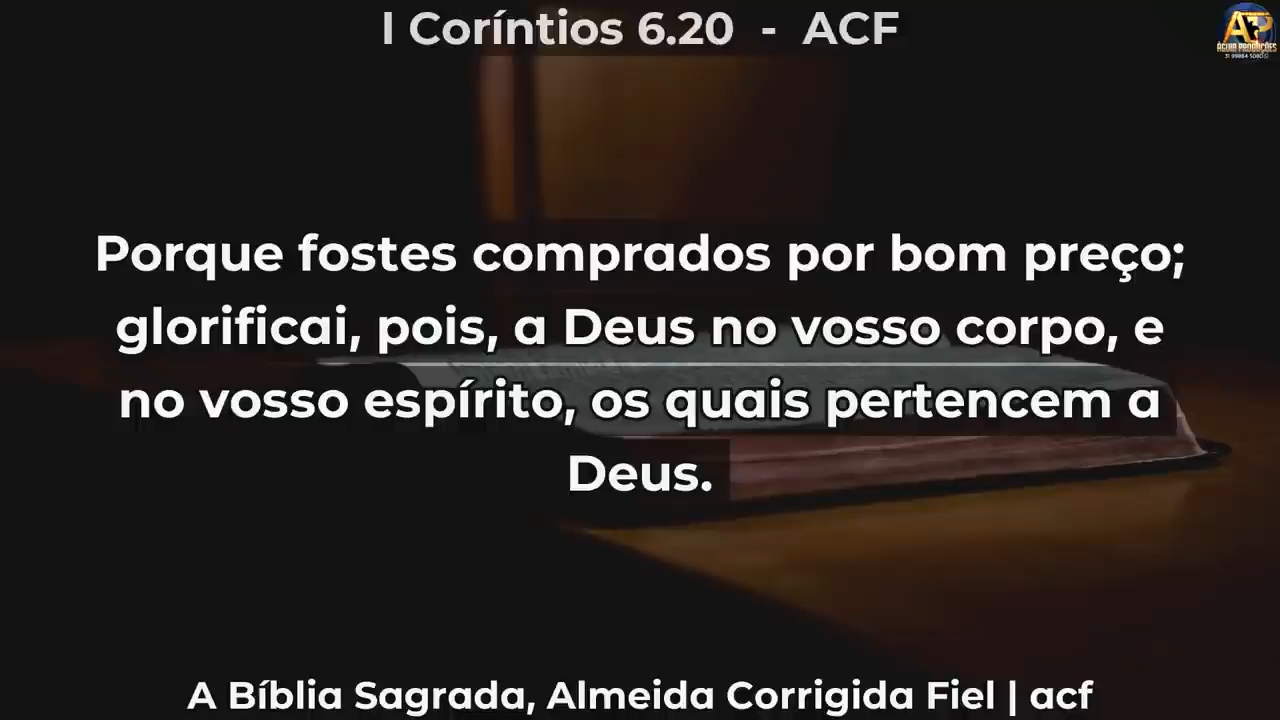 I Coríntios 6.20 - ACF
Porque fostes comprados por bom preço;
glorificai, pois, a Deus no vosso corpo, e
no vosso espírito, os quais pertencem a
Deus.
A Bíblia Sagrada, Almeida Corrigida Fiel | acf